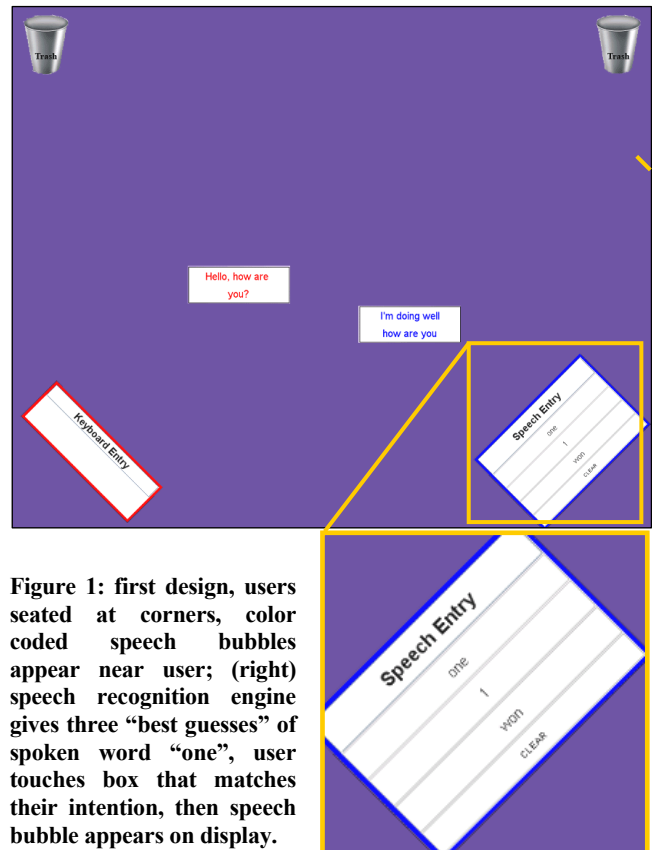 Trash
Trash
Hello, how are
you?
I'm doing well
how are you
Keyboard Entry
Speech Entry
one
1
won
CLEAR
Speech Entry
one
1
won
CLEAR
Figure 1: first design, users
seated at corners, color
coded speech bubbles
appear near user; (right)
speech recognition engine
gives three “best guesses” of
spoken word “one”, user
touches box that matches
their intention, then speech
bubble appears on display.